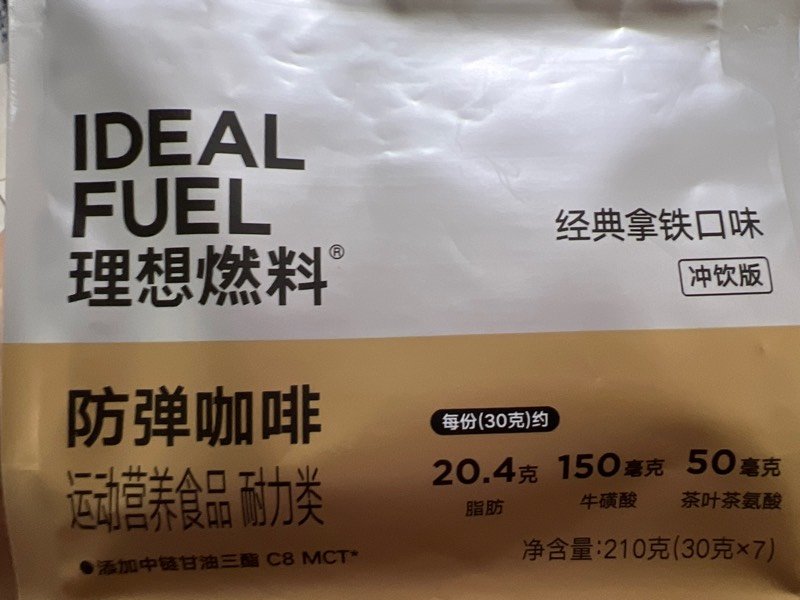 IDEAL
FUEL
理想燃料®
经典拿铁口味
冲饮版
防弹咖啡
运动营养食品 耐力类
●添加中链甘油三酯 C8 MCT*
每份(30克)约
20.4克 150毫克 50毫克
脂肪 牛磺酸 茶叶茶氨酸
净含量:210克(30克×7)